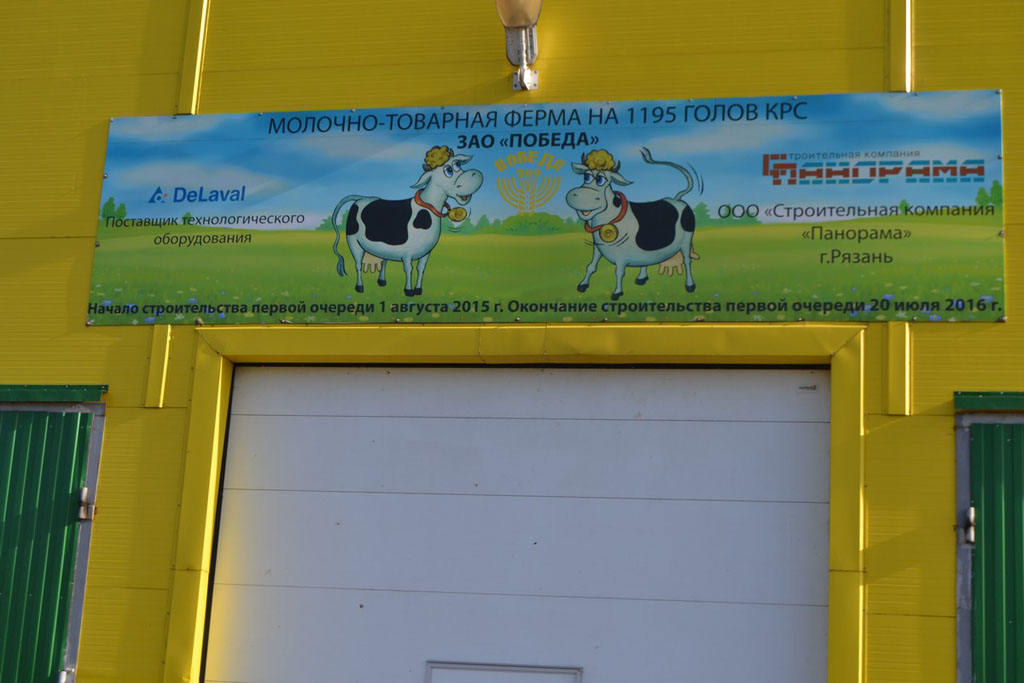 МОЛОЧНО-ТОВАРНАЯ ФЕРМА НА 1195 ГОЛОВ КРС
ЗАО «ПОБЕДА»
ПОБЕДА
DeLaval
Поставщик технологического
оборудования
строительная компания
ПАНОРАМА
ООО «Строительная компания
«Панорама»
г.Рязань
Начало строительства первой очереди 1 августа 2015 г. Окончание строительства первой очереди 20 июля 2016 г.